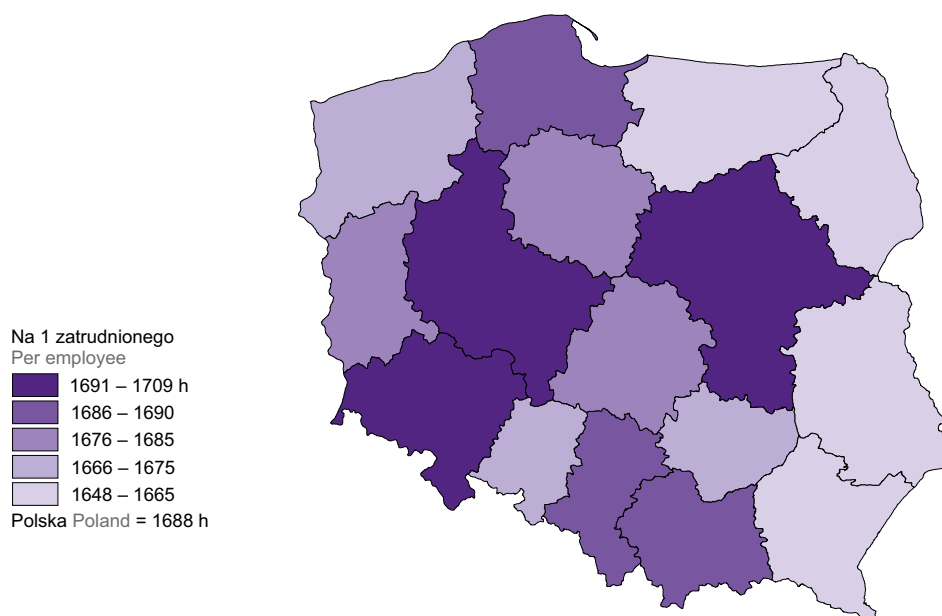 Na 1 zatrudnionego
Per employee
1691 – 1709 h
1686 – 1690
1676 – 1685
1666 – 1675
1648 – 1665
Polska Poland = 1688 h